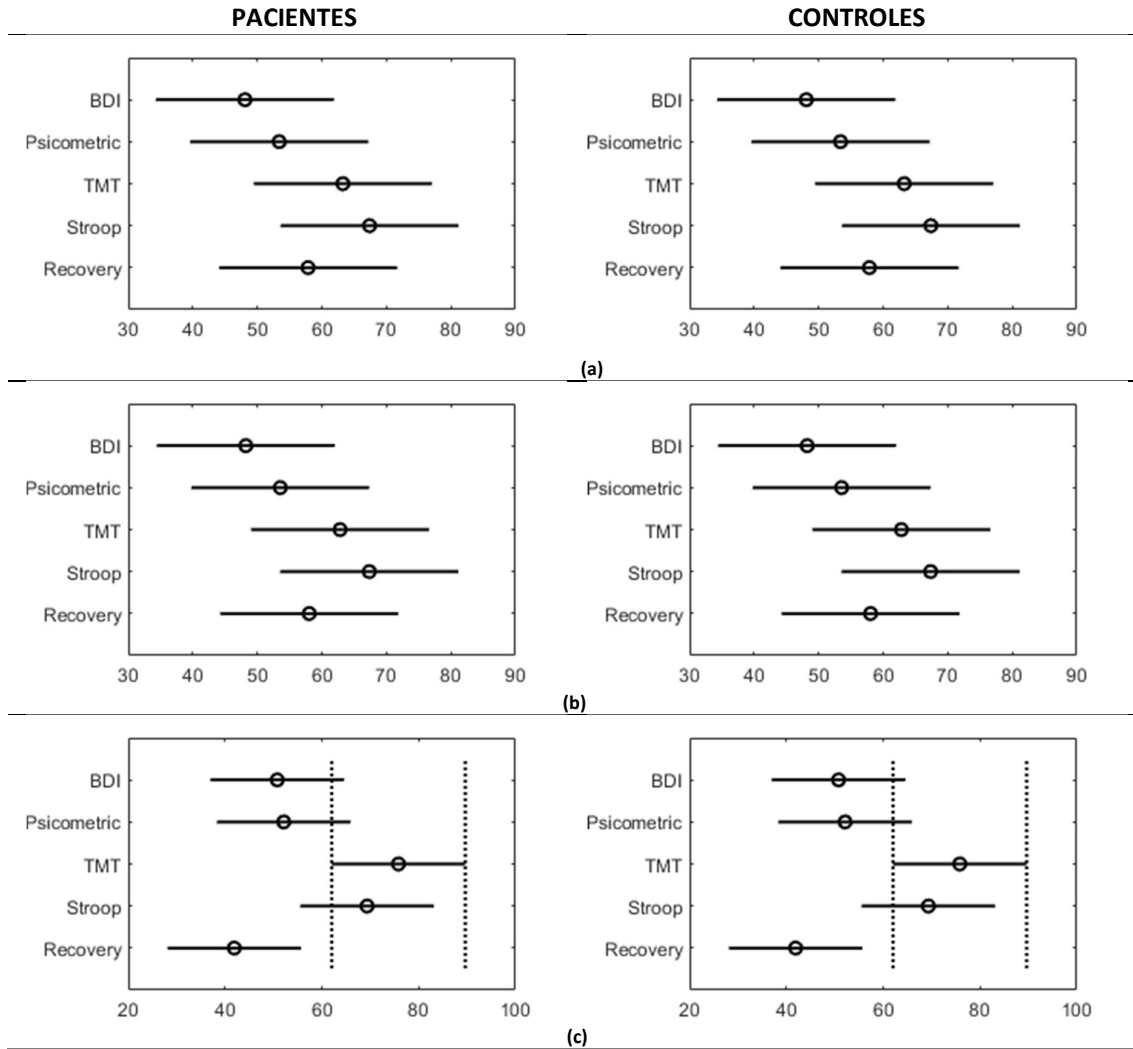 PACIENTES CONTROLES
BDI BDI
Psicometric Psicometric
TMT TMT
Stroop Stroop
Recovery Recovery
30 40 50 60 70 80 90 30 40 50 60 70 80 90
(a)
BDI BDI
Psicometric Psicometric
TMT TMT
Stroop Stroop
Recovery Recovery
30 40 50 60 70 80 90 30 40 50 60 70 80 90
(b)
BDI BDI
Psicometric Psicometric
TMT TMT
Stroop Stroop
Recovery Recovery
20 40 60 80 100 20 40 60 80 100
(c)